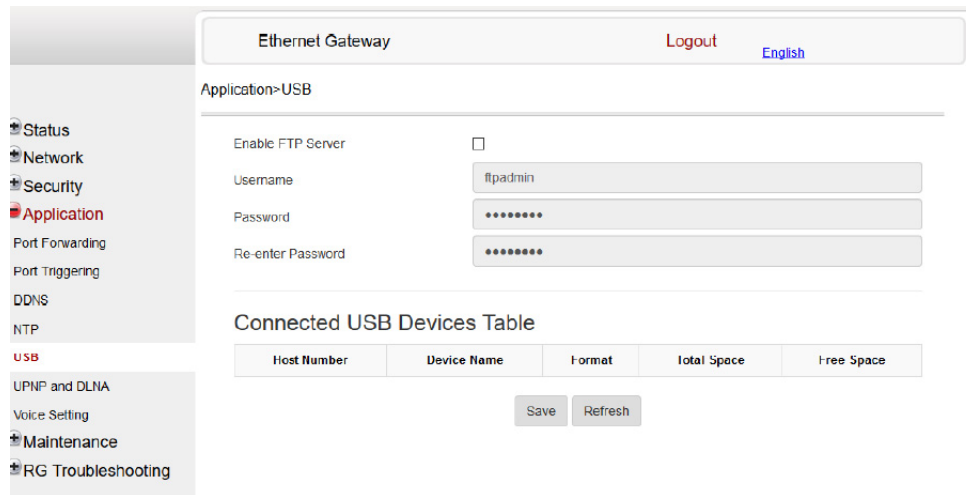 Ethernet Gateway
Logout
English
Application>USB
Status
Network
Security
Application
Port Forwarding
Port Triggering
DDNS
NTP
USB
UPNP and DLNA
Voice Setting
Maintenance
RG Troubleshooting
Enable FTP Server
Username
ftpadmin
Password
••••••••
Re-enter Password
••••••••
Connected USB Devices Table
Host Number Device Name Format Total Space Free Space
Save Refresh